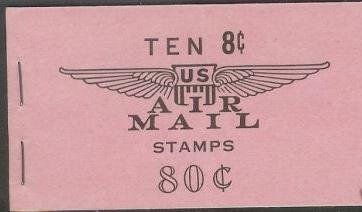 TEN 8¢
US
AIR
MAIL
STAMPS
80¢